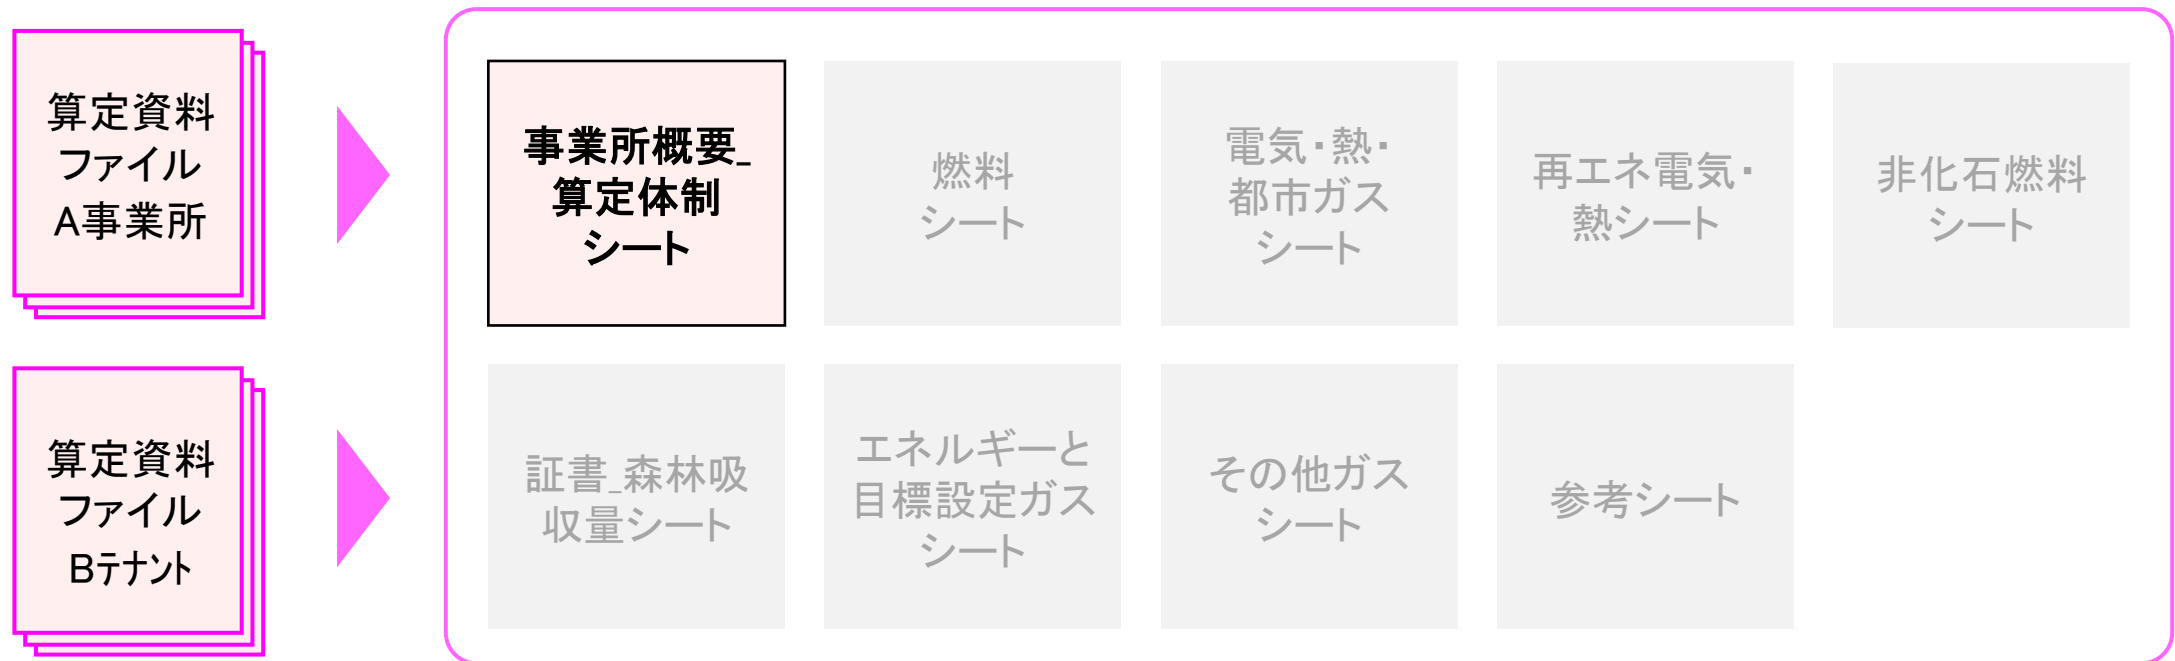 算定資料
ファイル
A事業所
事業所概要_
算定体制
シート
燃料
シート
電気・熱・
都市ガス
シート
再エネ電気・
熱シート
非化石燃料
シート
算定資料
ファイル
Bﾃﾅﾝﾄ
証書_森林吸
収量シート
エネルギーと
目標設定ガス
シート
その他ガス
シート
参考シート